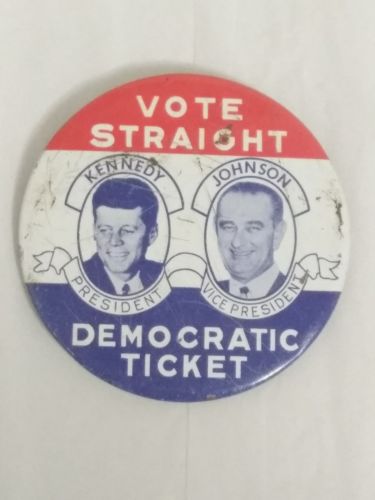 VOTE
STRAIGHT
KENNEDY
PRESIDENT
JOHNSON
VICE PRESIDENT
DEMOCRATIC
TICKET